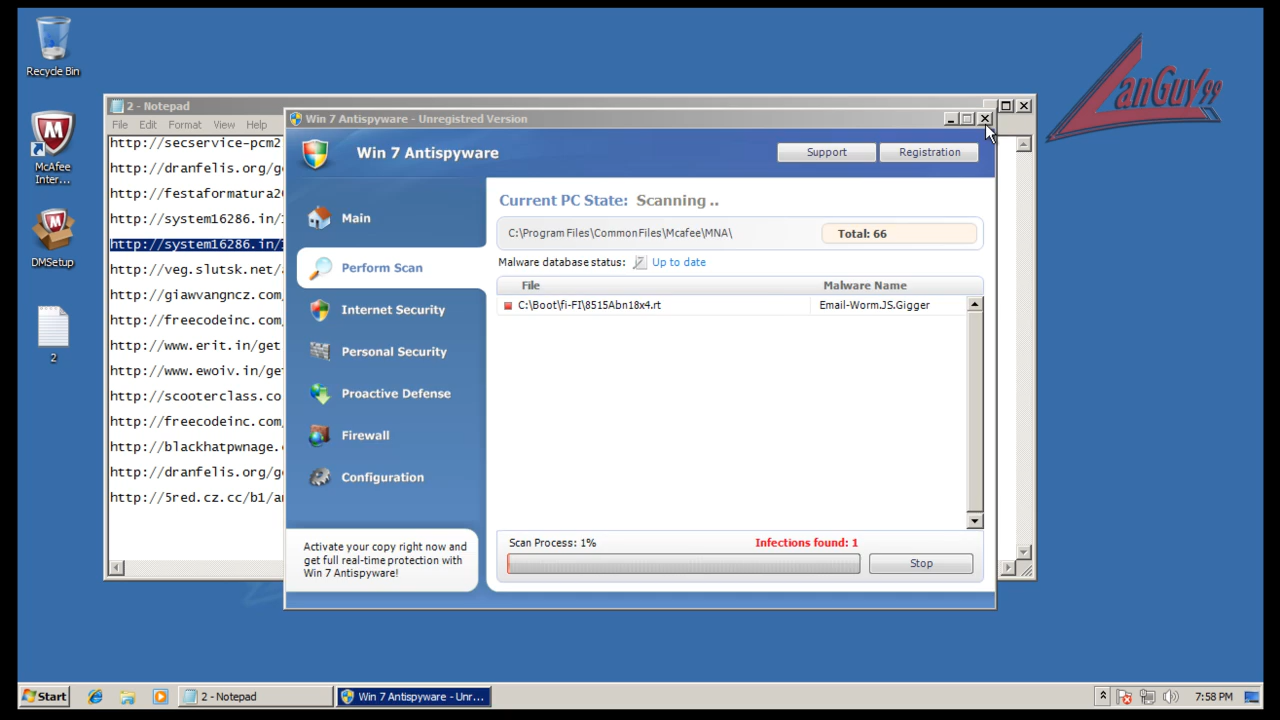 Recycle Bin
LanGuy99
McAfee
Inter...
DMSetup
2
2 - Notepad
File Edit Format View Help
http://secservice-pcm2
http://dranfelis.org/g
http://festaformatura2
http://system16286.in/
http://system16286.in/
http://veg.slutsk.net/
http://giawvangncz.com
http://freecodeinc.com
http://www.erit.in/get
http://www.ewoiv.in/ge
http://scooterclass.co
http://freecodeinc.com
http://blackhatpwnage.
http://dranfelis.org/g
http://5red.cz.cc/b1/a
Win 7 Antispyware - Unregistred Version
Win 7 Antispyware
Support
Registration
Main
Perform Scan
Internet Security
Personal Security
Proactive Defense
Firewall
Configuration
Activate your copy right now and
get full real-time protection with
Win 7 Antispyware!
Current PC State: Scanning ..
C:\Program Files\Common Files\Mcafee\MNA\
Total: 66
Malware database status: Up to date
File Malware Name
C:\Boot\fi-FI\8515Abn18x4.rt Email-Worm.JS.Gigger
Scan Process: 1% Infections found: 1
Stop
Start
2 - Notepad
Win 7 Antispyware - Unr...
7:58 PM